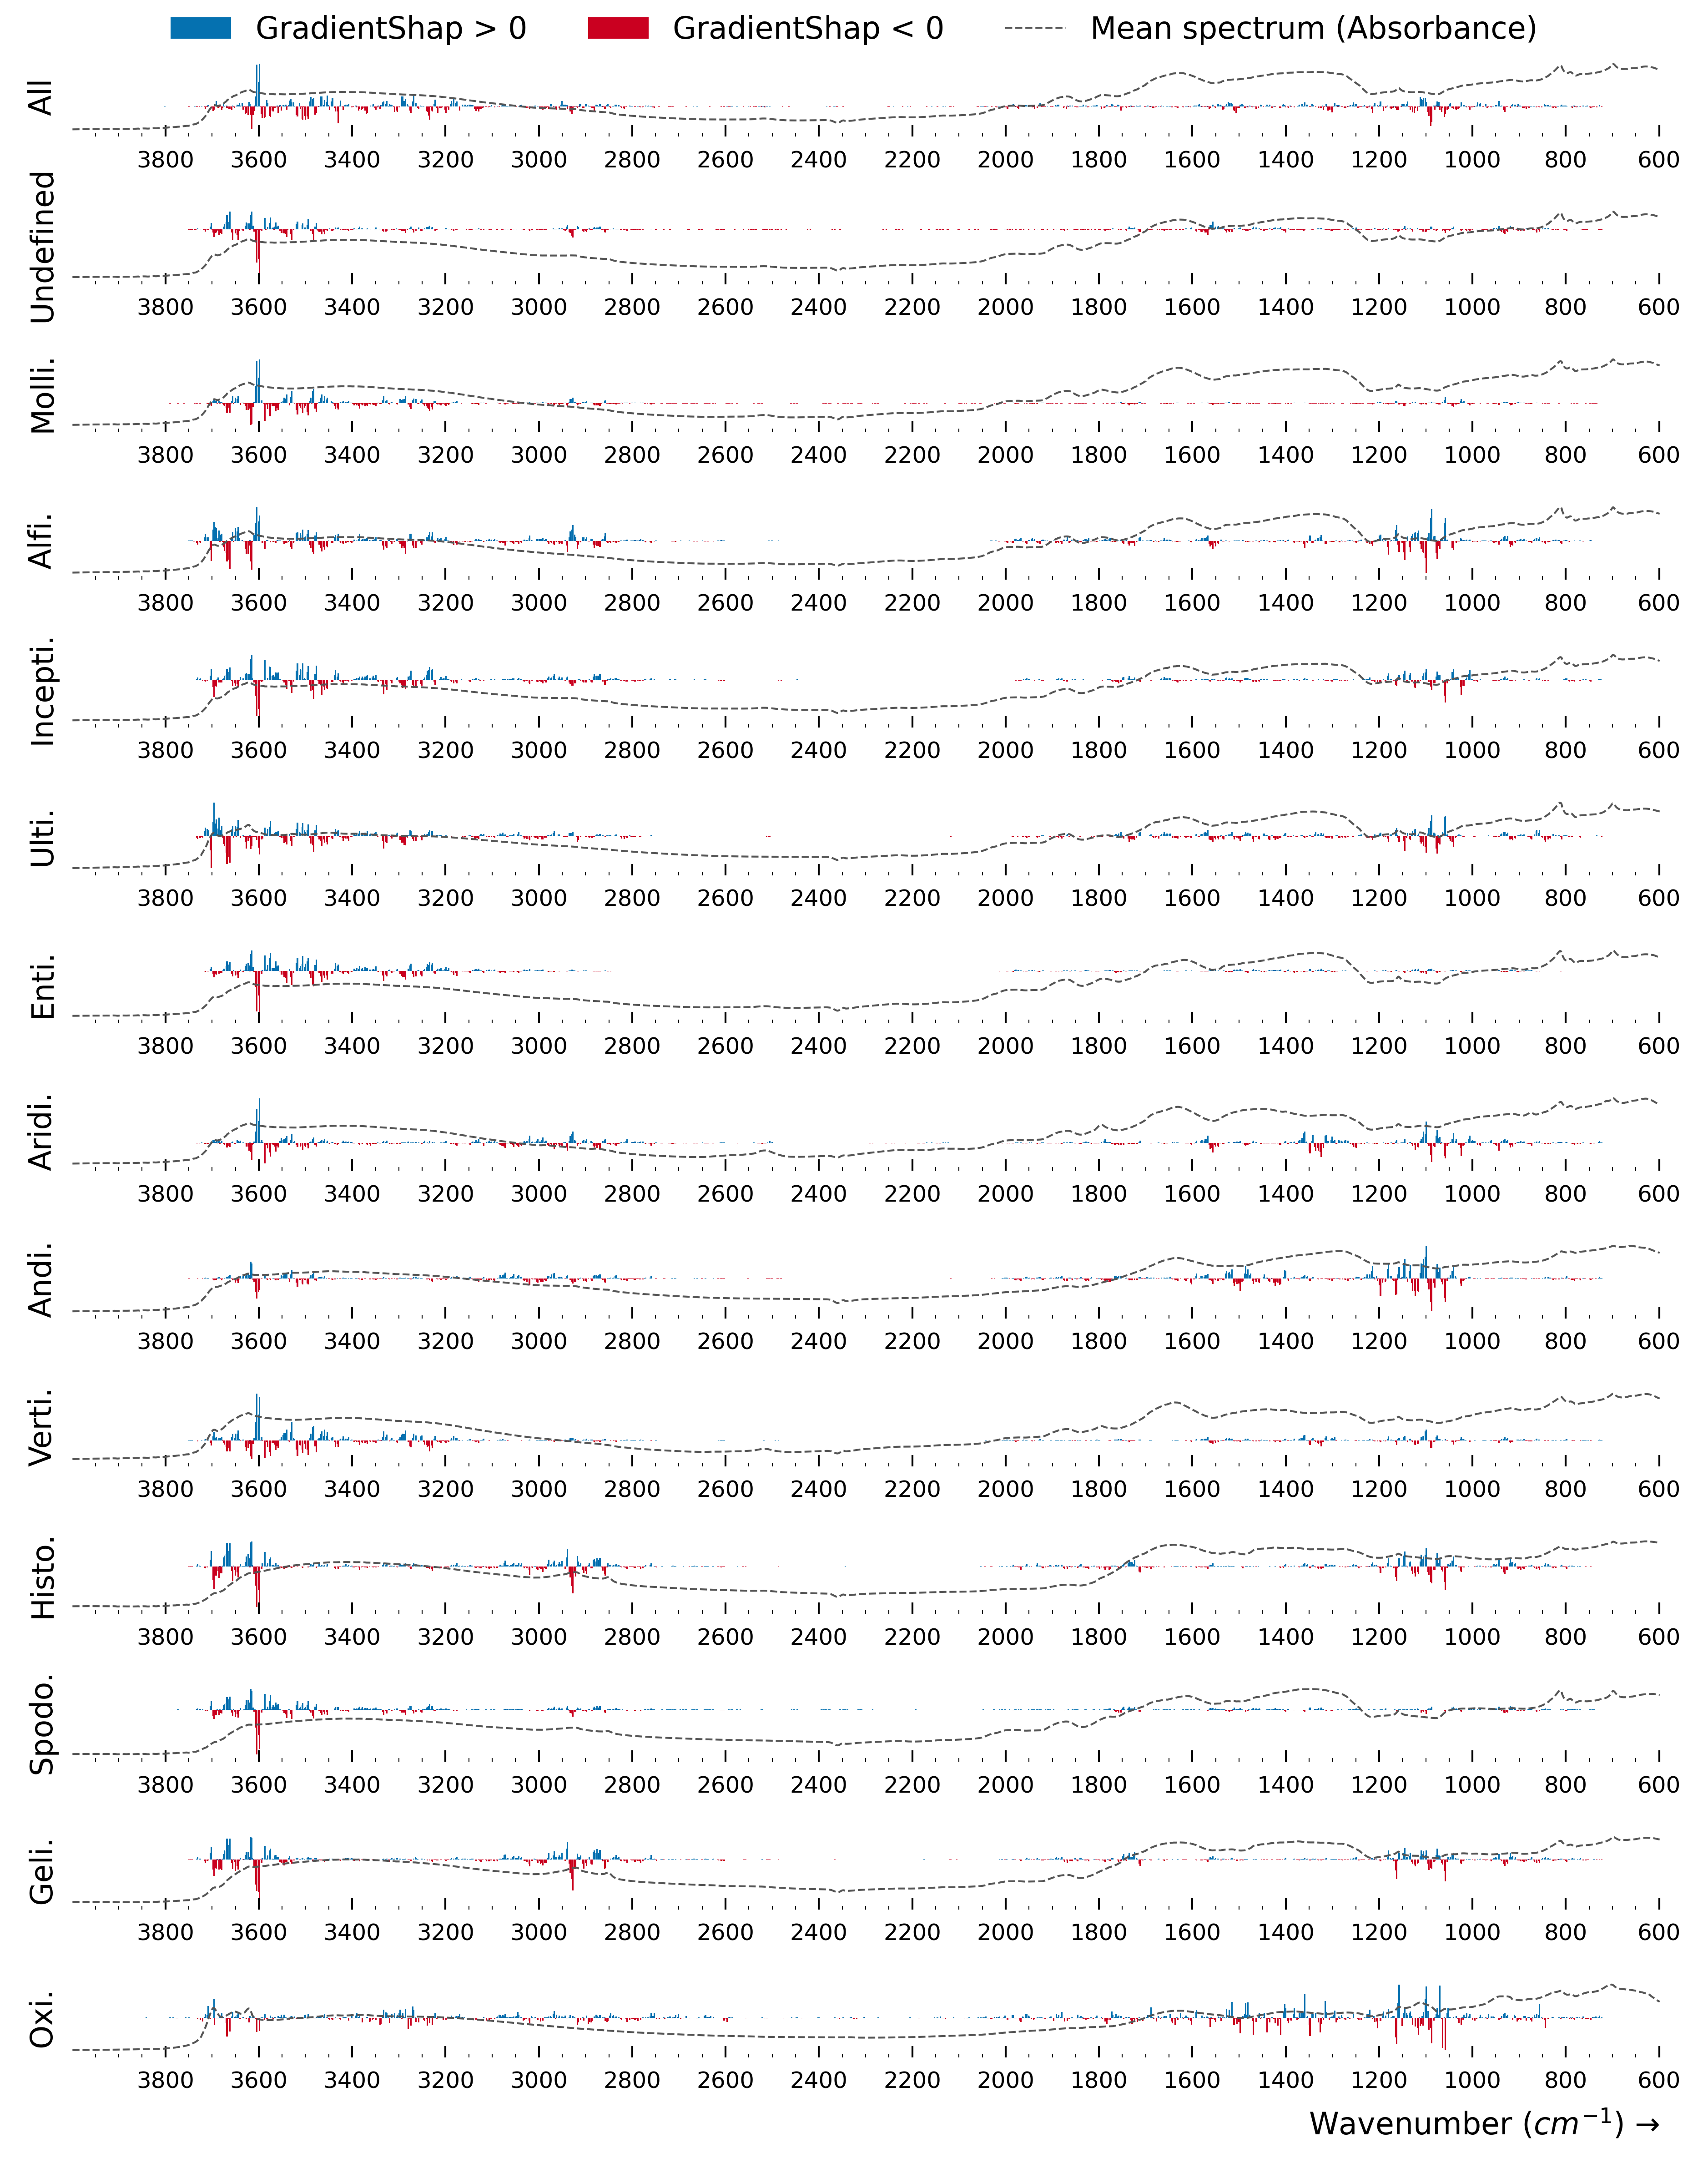 GradientShap > 0 GradientShap < 0 Mean spectrum (Absorbance)
All
3800 3600 3400 3200 3000 2800 2600 2400 2200 2000 1800 1600 1400 1200 1000 800 600
Undefined
3800 3600 3400 3200 3000 2800 2600 2400 2200 2000 1800 1600 1400 1200 1000 800 600
Molli.
3800 3600 3400 3200 3000 2800 2600 2400 2200 2000 1800 1600 1400 1200 1000 800 600
Alfi.
3800 3600 3400 3200 3000 2800 2600 2400 2200 2000 1800 1600 1400 1200 1000 800 600
Incepti.
3800 3600 3400 3200 3000 2800 2600 2400 2200 2000 1800 1600 1400 1200 1000 800 600
Ulti.
3800 3600 3400 3200 3000 2800 2600 2400 2200 2000 1800 1600 1400 1200 1000 800 600
Enti.
3800 3600 3400 3200 3000 2800 2600 2400 2200 2000 1800 1600 1400 1200 1000 800 600
Aridi.
3800 3600 3400 3200 3000 2800 2600 2400 2200 2000 1800 1600 1400 1200 1000 800 600
Andi.
3800 3600 3400 3200 3000 2800 2600 2400 2200 2000 1800 1600 1400 1200 1000 800 600
Verti.
3800 3600 3400 3200 3000 2800 2600 2400 2200 2000 1800 1600 1400 1200 1000 800 600
Histo.
3800 3600 3400 3200 3000 2800 2600 2400 2200 2000 1800 1600 1400 1200 1000 800 600
Spodo.
3800 3600 3400 3200 3000 2800 2600 2400 2200 2000 1800 1600 1400 1200 1000 800 600
Geli.
3800 3600 3400 3200 3000 2800 2600 2400 2200 2000 1800 1600 1400 1200 1000 800 600
Oxi.
3800 3600 3400 3200 3000 2800 2600 2400 2200 2000 1800 1600 1400 1200 1000 800 600
Wavenumber (cm⁻¹) →